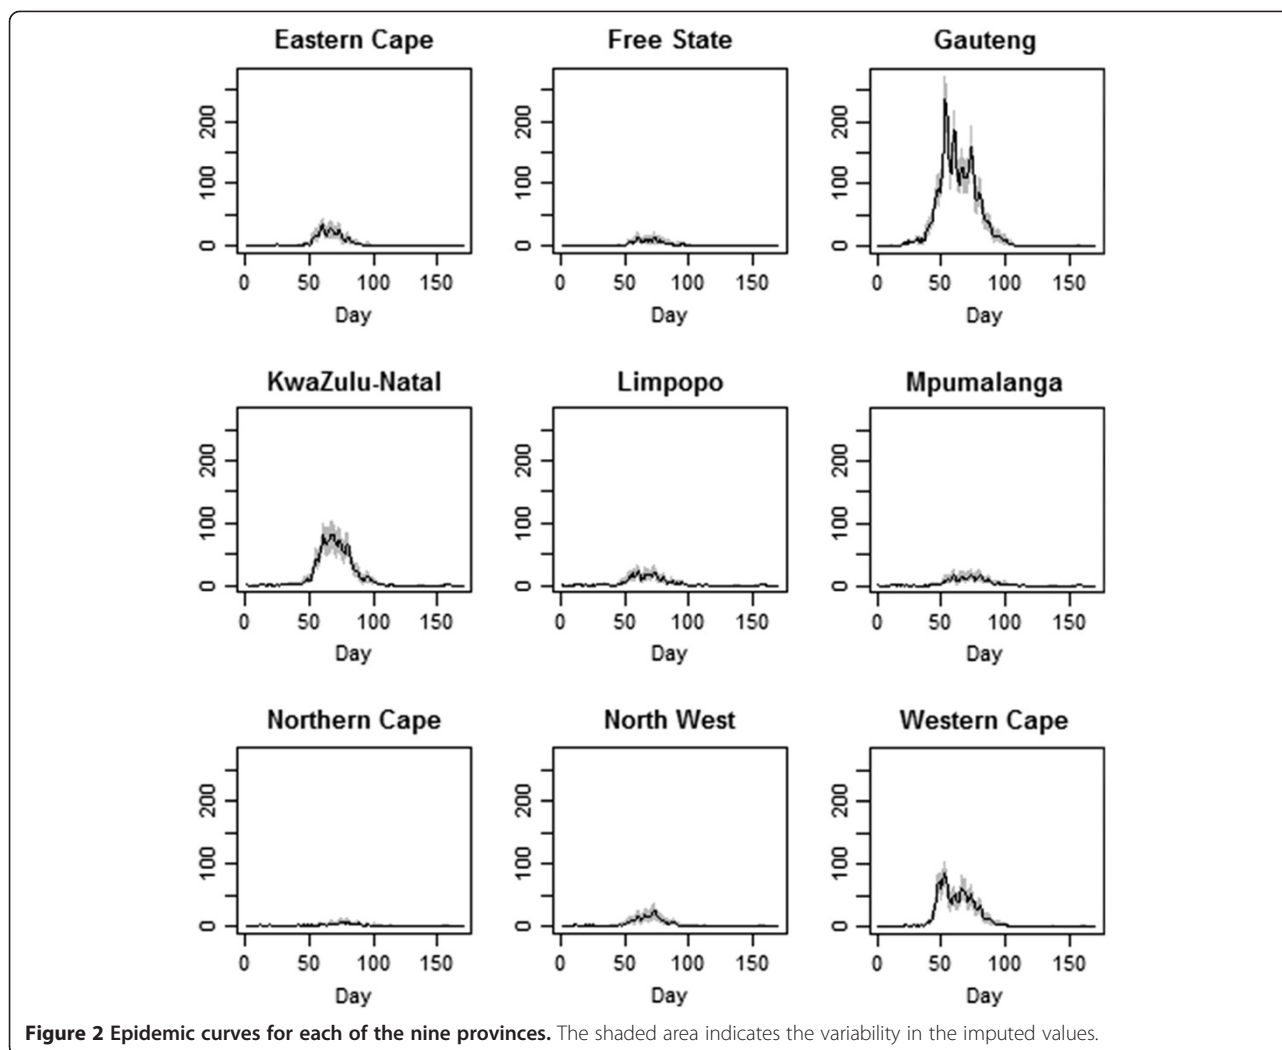 Eastern Cape
Free State
Gauteng
0 100 200
0 100 200
0 100 200
0 50 100 150
0 50 100 150
0 50 100 150
Day
Day
Day
KwaZulu-Natal
Limpopo
Mpumalanga
0 100 200
0 100 200
0 100 200
0 50 100 150
0 50 100 150
0 50 100 150
Day
Day
Day
Northern Cape
North West
Western Cape
0 100 200
0 100 200
0 100 200
0 50 100 150
0 50 100 150
0 50 100 150
Day
Day
Day
Figure 2 Epidemic curves for each of the nine provinces. The shaded area indicates the variability in the imputed values.